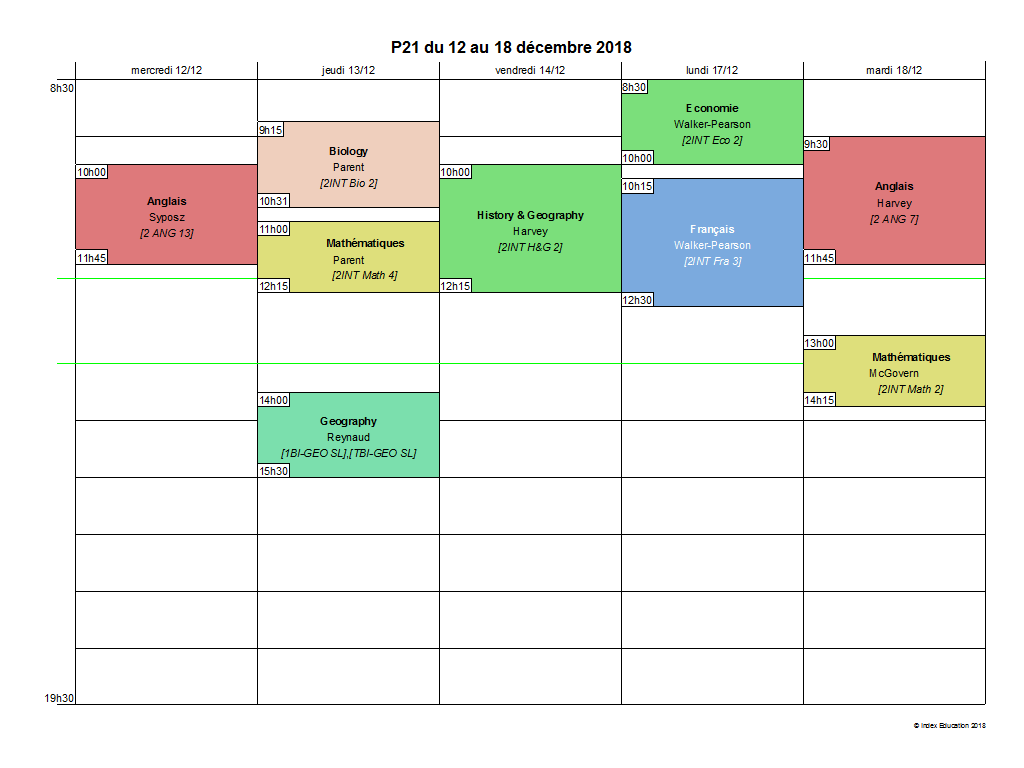 P21 du 12 au 18 décembre 2018
mercredi 12/12
jeudi 13/12
vendredi 14/12
lundi 17/12
mardi 18/12
8h30
19h30
10h00
Anglais
Syposz
[2 ANG 13]
11h45
9h15
Biology
Parent
[2INT Bio 2]
10h31
11h00
Mathématiques
Parent
[2INT Math 4]
12h15
14h00
Geography
Reynaud
[1BI-GEO SL],[TBI-GEO SL]
15h30
10h00
History & Geography
Harvey
[2INT H&G 2]
12h15
8h30
Economie
Walker-Pearson
[2INT Eco 2]
10h00
10h15
Français
Walker-Pearson
[2INT Fra 3]
12h30
9h30
Anglais
Harvey
[2 ANG 7]
11h45
13h00
Mathématiques
McGovern
[2INT Math 2]
14h15
© Index Education 2018